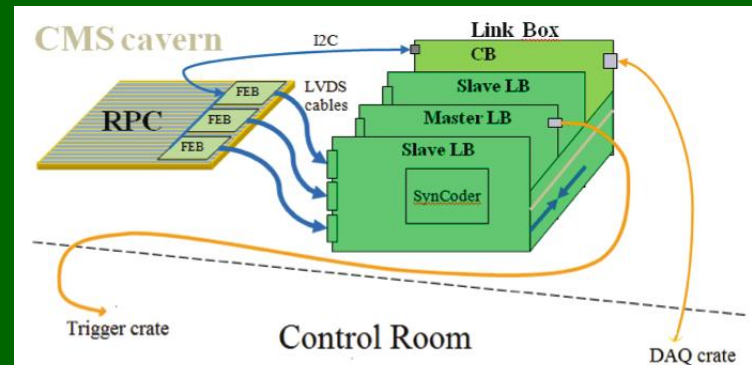 CMS cavern
I2C
Link Box
CB
LVDS
cables
Slave LB
FEB
RPC
FEB
Master LB
FEB
Slave LB
SynCoder
Trigger crate
Control Room
DAQ crate